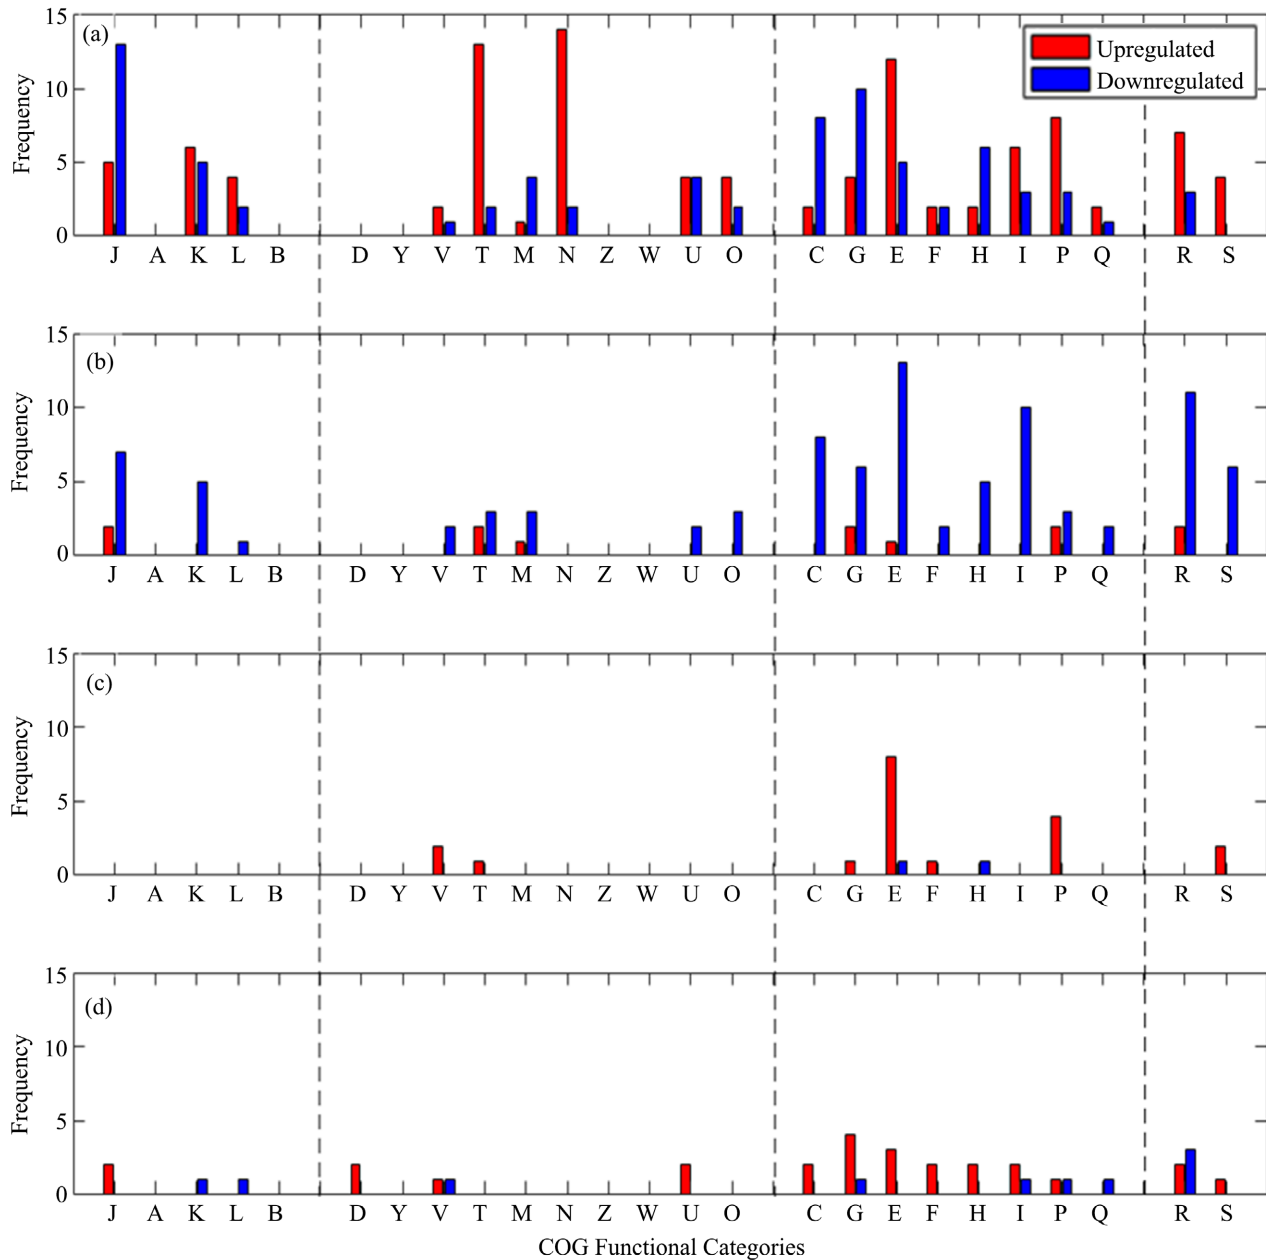 15
(a)
Upregulated
Downregulated
10
5
0
Frequency
J A K L B D Y V T M N Z W U O C G E F H I P Q R S
15
(b)
10
5
0
Frequency
J A K L B D Y V T M N Z W U O C G E F H I P Q R S
15
(c)
10
5
0
Frequency
J A K L B D Y V T M N Z W U O C G E F H I P Q R S
15
(d)
10
5
0
Frequency
J A K L B D Y V T M N Z W U O C G E F H I P Q R S
COG Functional Categories